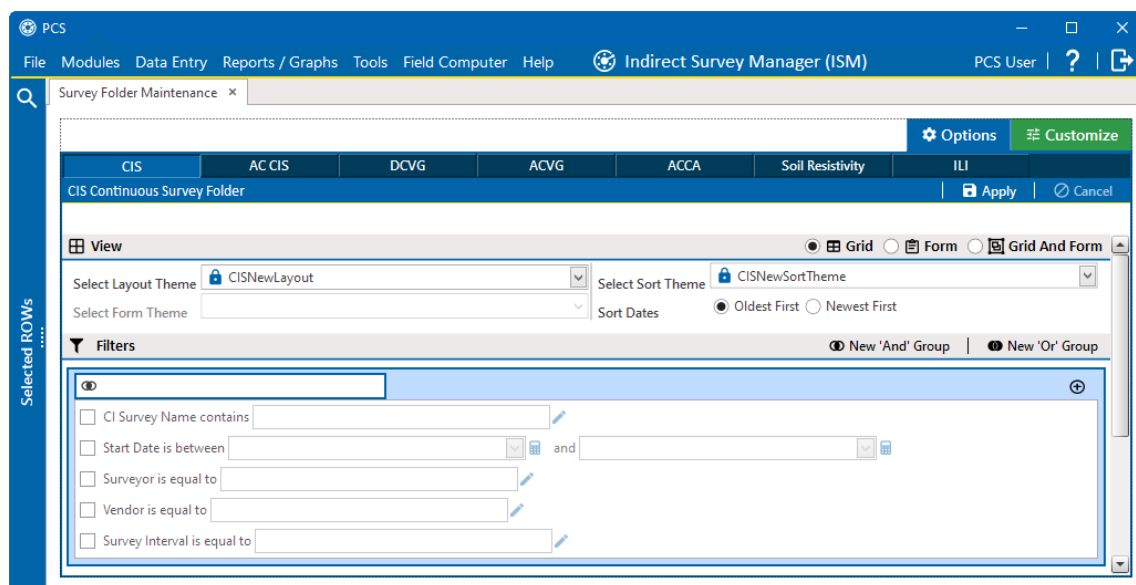 PCS
File Modules Data Entry Reports / Graphs Tools Field Computer Help Indirect Survey Manager (ISM) PCS User | ? |
Survey Folder Maintenance ×
Options Customize
CIS AC CIS DCVG ACVG ACCA Soil Resistivity ILI
CIS Continuous Survey Folder | Apply | Cancel
View Grid Form Grid And Form
Select Layout Theme CISNewLayout Select Sort Theme CISNewSortTheme
Select Form Theme Sort Dates Oldest First Newest First
Filters New 'And' Group | New 'Or' Group
CI Survey Name contains
Start Date is between and
Surveyor is equal to
Vendor is equal to
Survey Interval is equal to
Selected ROWs